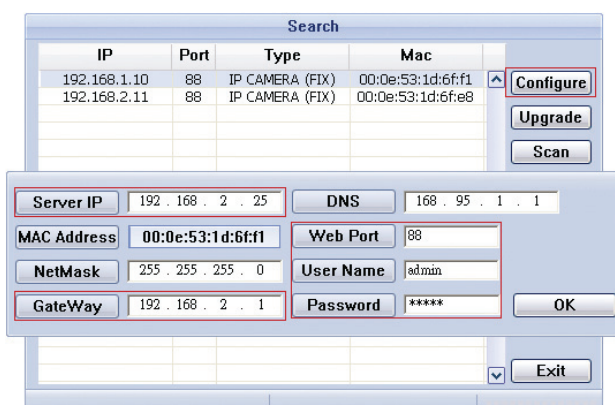 Search
IP Port Type Mac
192.168.1.10 88 IP CAMERA (FIX) 00:0e:53:1d:6f:f1
192.168.2.11 88 IP CAMERA (FIX) 00:0e:53:1d:6f:e8
Configure
Upgrade
Scan
Server IP 192 . 168 . 2 . 25 DNS 168 . 95 . 1 . 1
MAC Address 00:0e:53:1d:6f:f1 Web Port 88
NetMask 255 . 255 . 255 . 0 User Name admin
GateWay 192 . 168 . 2 . 1 Password ***** OK
Exit